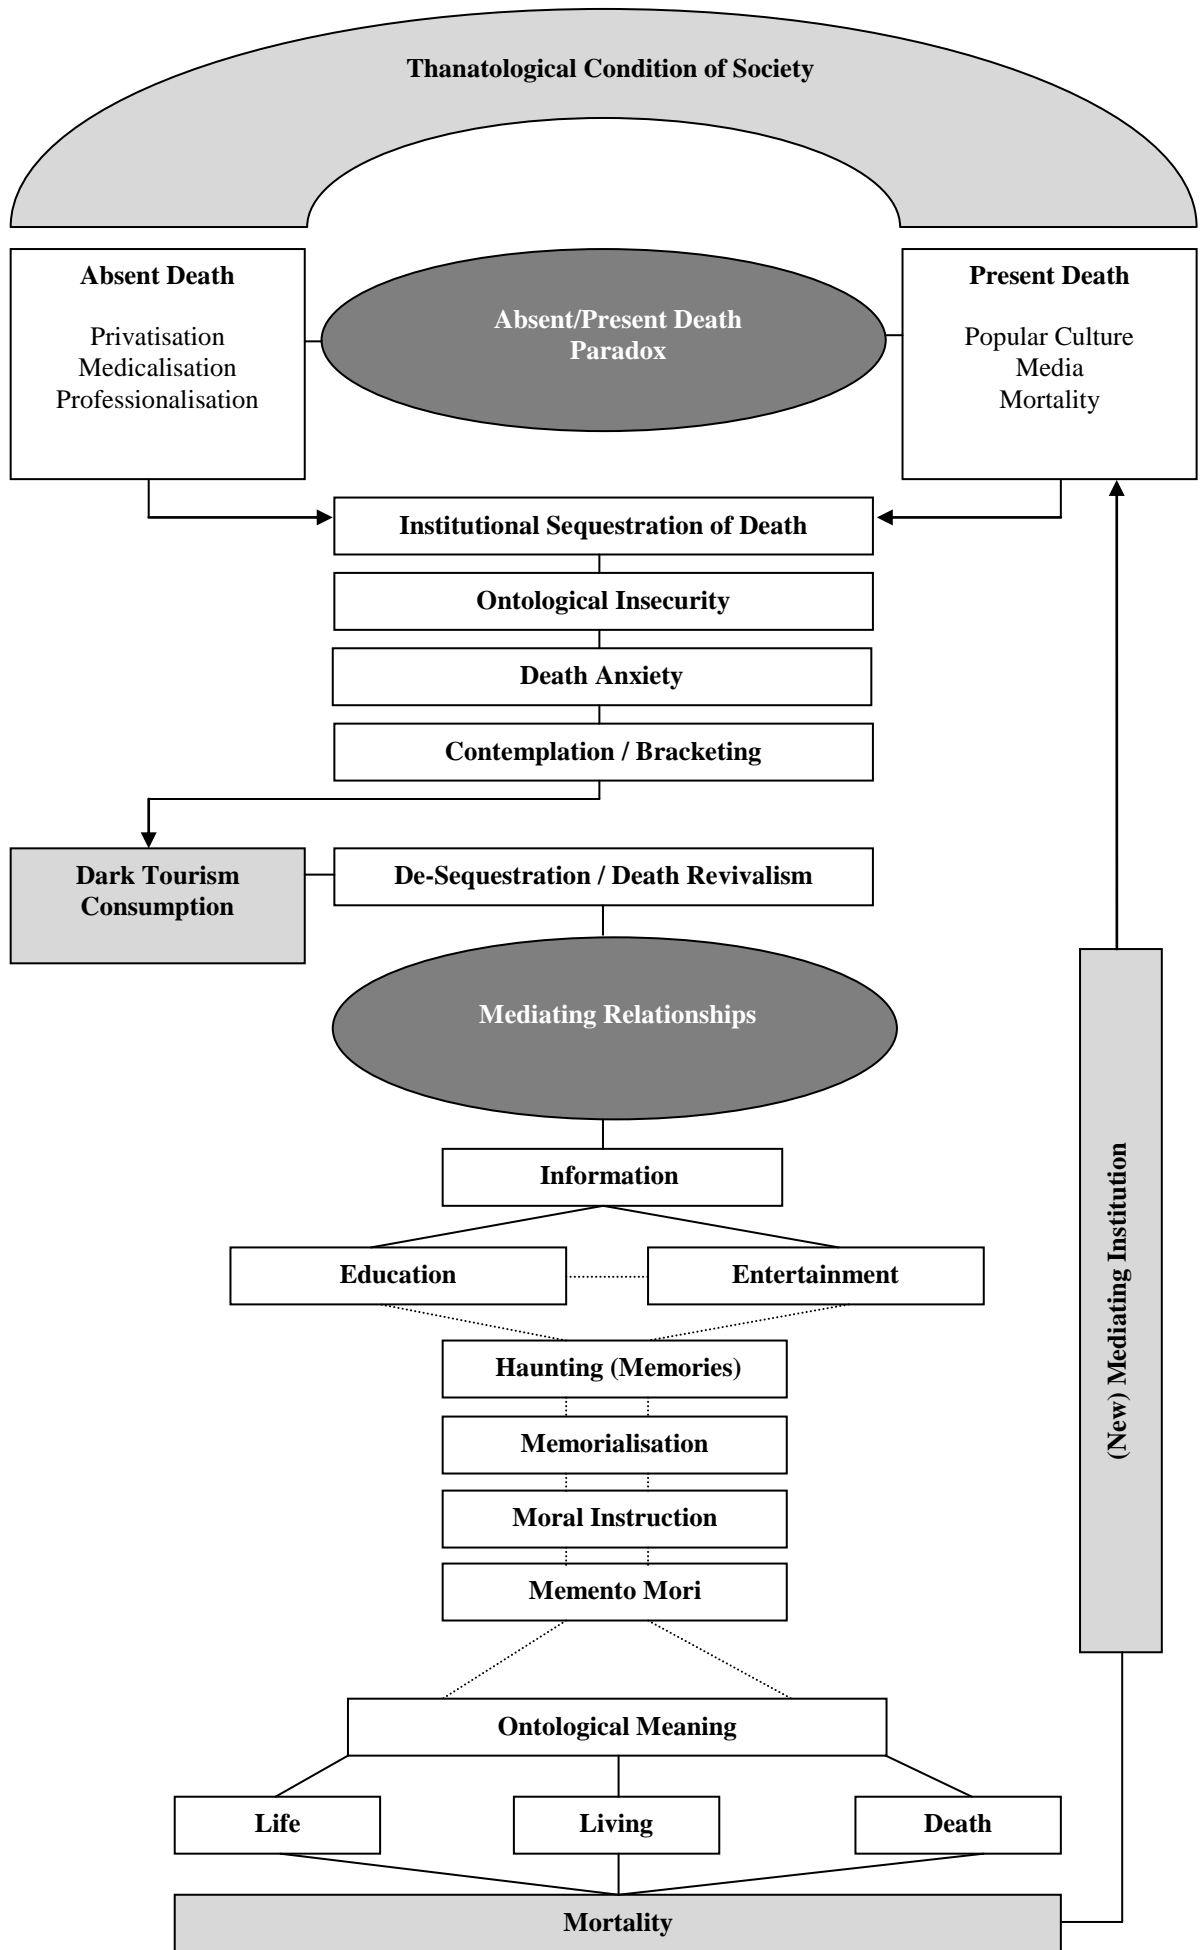 Thanatological Condition of Society
Absent Death
Privatisation
Medicalisation
Professionalisation
Absent/Present Death
Paradox
Present Death
Popular Culture
Media
Mortality
Institutional Sequestration of Death
Ontological Insecurity
Death Anxiety
Contemplation / Bracketing
Dark Tourism
Consumption
De-Sequestration / Death Revivalism
Mediating Relationships
Information
Education
Entertainment
Haunting (Memories)
Memorialisation
Moral Instruction
Memento Mori
(New) Mediating Institution
Ontological Meaning
Life
Living
Death
Mortality